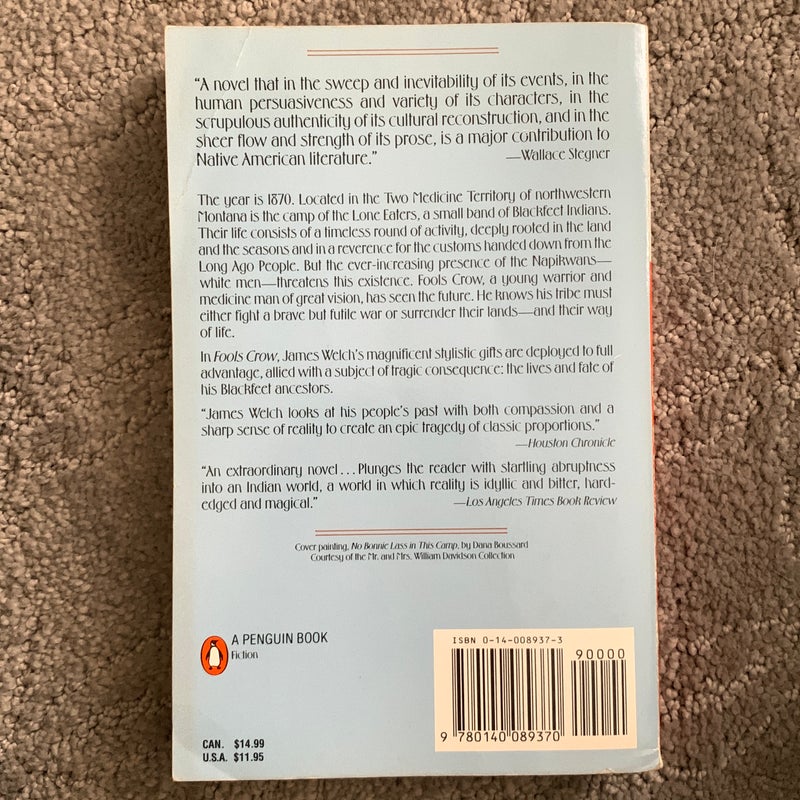 “A novel that in the sweep and inevitability of its events, in the
human persuasiveness and variety of its characters, in the
scrupulous authenticity of its cultural reconstruction, and in the
sheer flow and strength of its prose, is a major contribution to
Native American literature.” —Wallace Stegner
The year is 1870. Located in the Two Medicine Territory of northwestern
Montana is the camp of the Lone Eaters, a small band of Blackfeet Indians.
Their life consists of a timeless round of activity, deeply rooted in the land
and the seasons and in a reverence for the customs handed down from the
Long Ago People. But the ever-increasing presence of the Napikwans—
white men—threatens this existence. Fools Crow, a young warrior and
medicine man of great vision, has seen the future. He knows his tribe must
either fight a brave but futile war or surrender their lands—and their way
of life.
In Fools Crow, James Welch’s magnificent stylistic gifts are deployed to full
advantage, allied with a subject of tragic consequence: the lives and fate of
his Blackfeet ancestors.
“James Welch looks at his people’s past with both compassion and a
sharp sense of reality to create an epic tragedy of classic proportions.”
—Houston Chronicle
“An extraordinary novel . . . Plunges the reader with startling abruptness
into an Indian world, a world in which reality is idyllic and bitter, hard-
edged and magical.” —Los Angeles Times Book Review
Cover painting, No Bonnie Lass in This Camp, by Dana Boussard
Courtesy of the Mr. and Mrs. William Davidson Collection
A PENGUIN BOOK
Fiction
ISBN 0-14-008937-3
90000
9 780140 089370
CAN. $14.99
U.S.A. $11.95